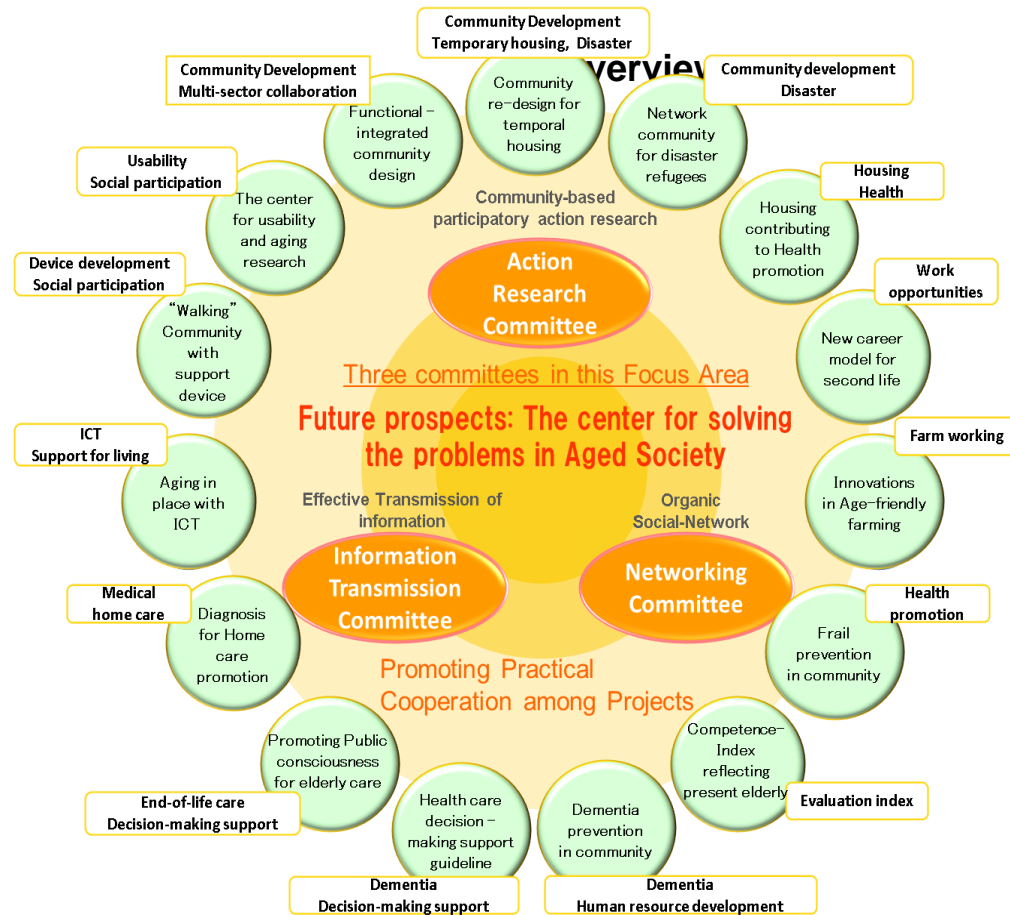 Community Development
Temporary housing, Disaster
verview
Community Development
Multi-sector collaboration
Community development
Disaster
Community
re-design for
temporal
housing
Functional –
integrated
community
design
Network
community
for disaster
refugees
Usability
Social participation
Housing
Health
The center
for usability
and aging
research
Community-based
participatory action research
Housing
contributing
to Health
promotion
Action
Research
Committee
Device development
Social participation
Work
opportunities
“Walking”
Community
with
support
device
New career
model for
second life
Three committees in this Focus Area
Future prospects: The center for solving
the problems in Aged Society
ICT
Support for living
Farm working
Aging in
place with
ICT
Innovations
in Age-friendly
farming
Effective Transmission of
information
Organic
Social-Network
Information
Transmission
Committee
Networking
Committee
Medical
home care
Health
promotion
Diagnosis
for Home
care
promotion
Frail
prevention
in community
Promoting Practical
Cooperation among Projects
Promoting Public
consciousness
for elderly care
Competence-
Index
reflecting
present elderly
End-of-life care
Decision-making support
Evaluation index
Health care
decision –
making support
guideline
Dementia
prevention
in community
Dementia
Decision-making support
Dementia
Human resource development